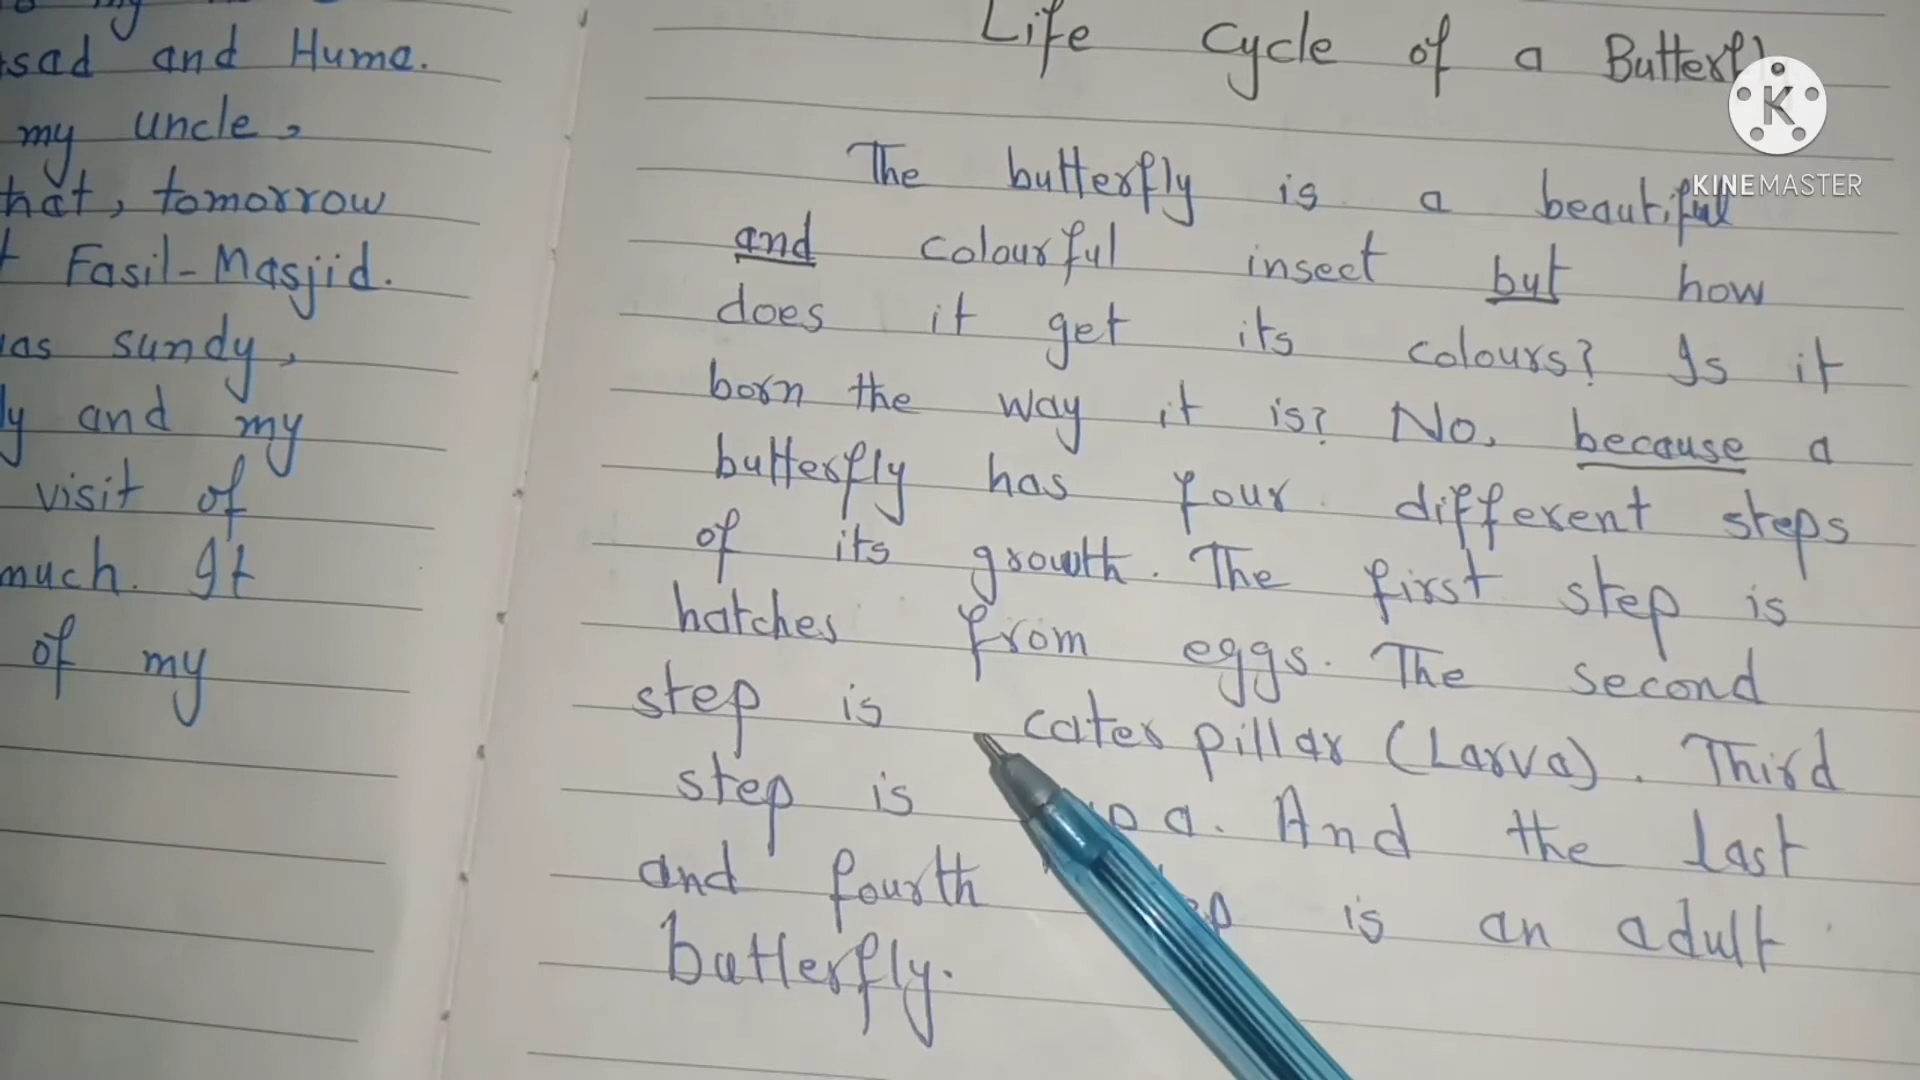 sad and Huma.
my uncle,
that, tomorrow
Fasil-Masjid.
as sundy,
and my
visit of
much. It
of my
Life Cycle of a
The butterfly is a beautiful
and colourful insect but how
does it get its colours? Is it
born the way it is? No, because a
butterfly has four different steps
of its growth. The first step is
hatches from eggs. The second
step is caterpillar (Larva). Third
step is And the last
and fourth is an adult
butterfly.
K
KINEMASTER